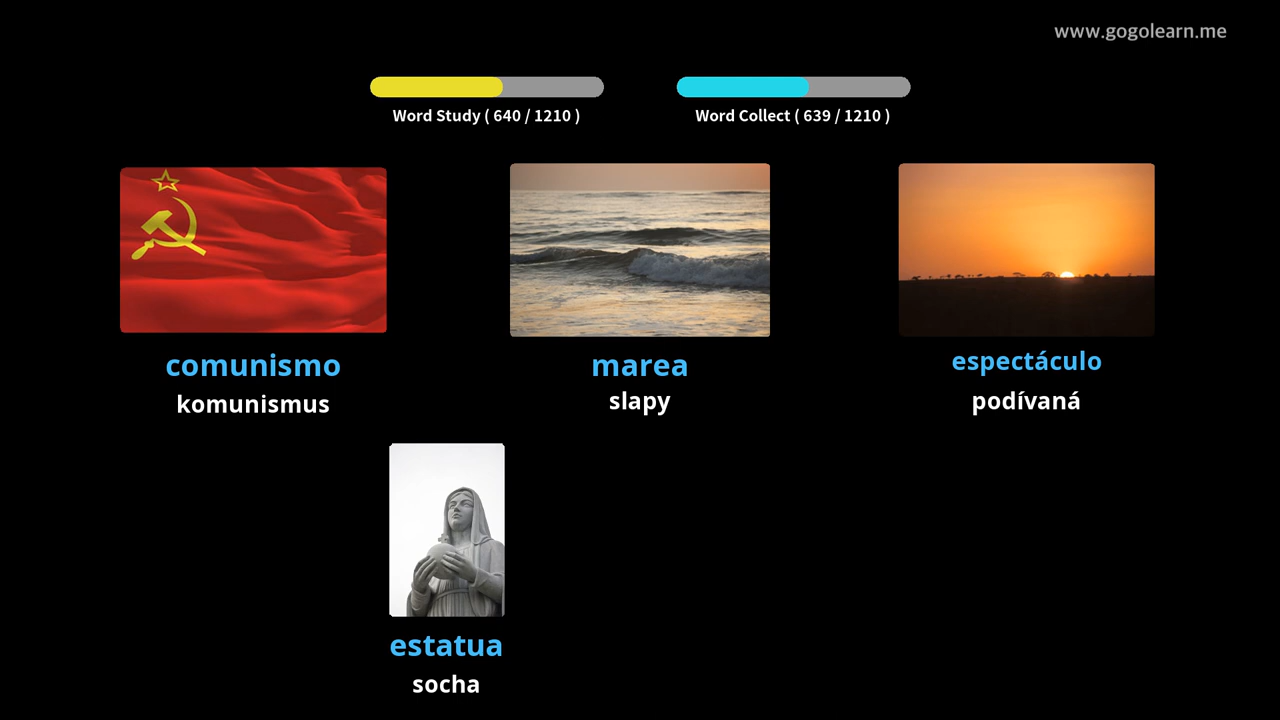 www.gogolearn.me
Word Study ( 640 / 1210 )
Word Collect ( 639 / 1210 )
comunismo
komunismus
marea
slapy
espectáculo
podívaná
estatua
socha